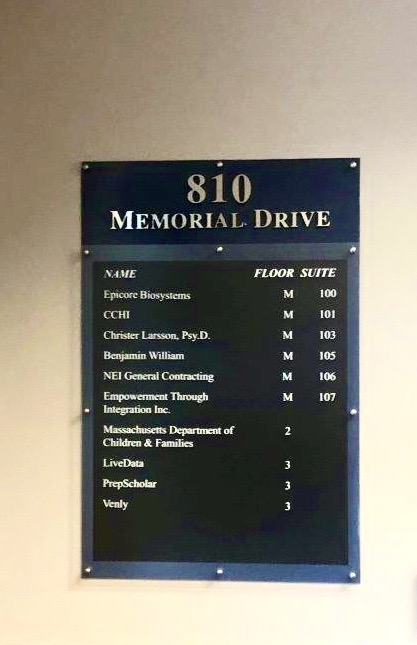 810
MEMORIAL DRIVE
NAME FLOOR SUITE
Epicore Biosystems M 100
CCHI M 101
Christer Larsson, Psy.D. M 103
Benjamin William M 105
NEI General Contracting M 106
Empowerment Through M 107
Integration Inc.
Massachusetts Department of 2
Children & Families
LiveData 3
PrepScholar 3
Venly 3